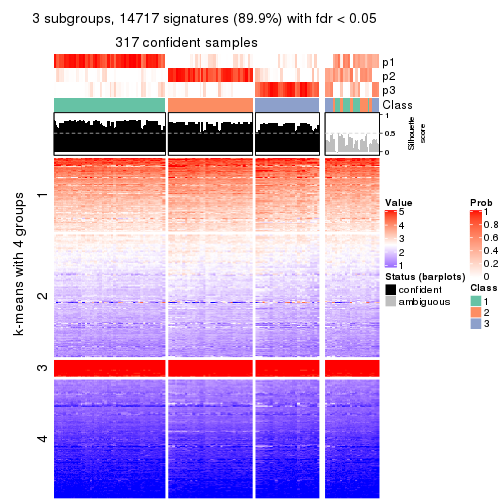 3 subgroups, 14717 signatures (89.9%) with fdr < 0.05
317 confident samples
p1
p2
p3
Class
1
0.5
0
Silhouette
score
k-means with 4 groups
1
2
3
4
Value
5
4
3
2
1
Status (barplots)
confident
ambiguous
Prob
1
0.8
0.6
0.4
0.2
0
Class
1
2
3